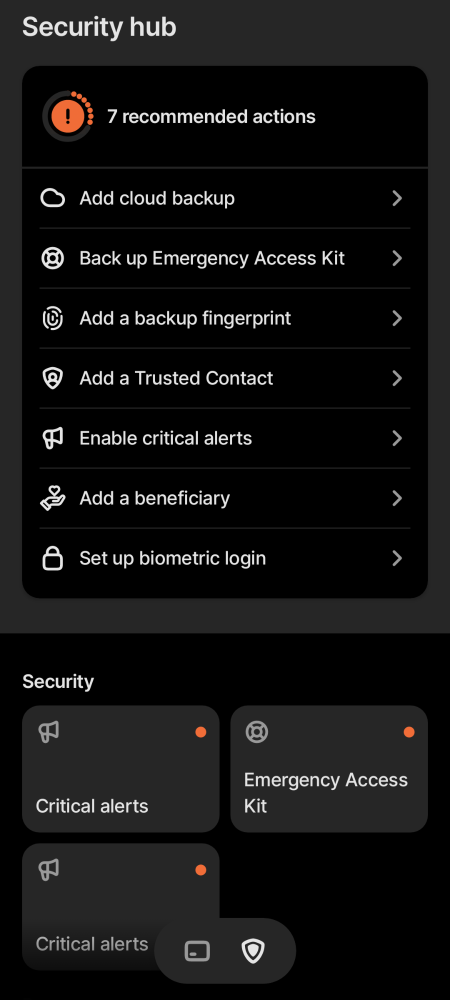 Security hub
7 recommended actions
Add cloud backup
Back up Emergency Access Kit
Add a backup fingerprint
Add a Trusted Contact
Enable critical alerts
Add a beneficiary
Set up biometric login
Security
Critical alerts
Emergency Access
Kit
Critical alerts